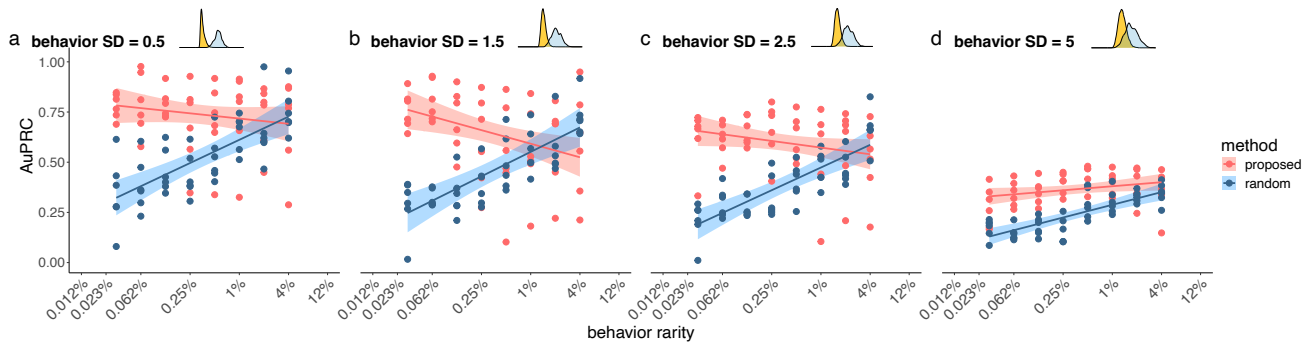 a behavior SD = 0.5
b behavior SD = 1.5
c behavior SD = 2.5
d behavior SD = 5
AuPRC
1.00
0.75
0.50
0.25
0.00
0.012% 0.023% 0.062% 0.25% 1% 4% 12%
0.012% 0.023% 0.062% 0.25% 1% 4% 12%
0.012% 0.023% 0.062% 0.25% 1% 4% 12%
0.012% 0.023% 0.062% 0.25% 1% 4% 12%
behavior rarity
method
proposed
random